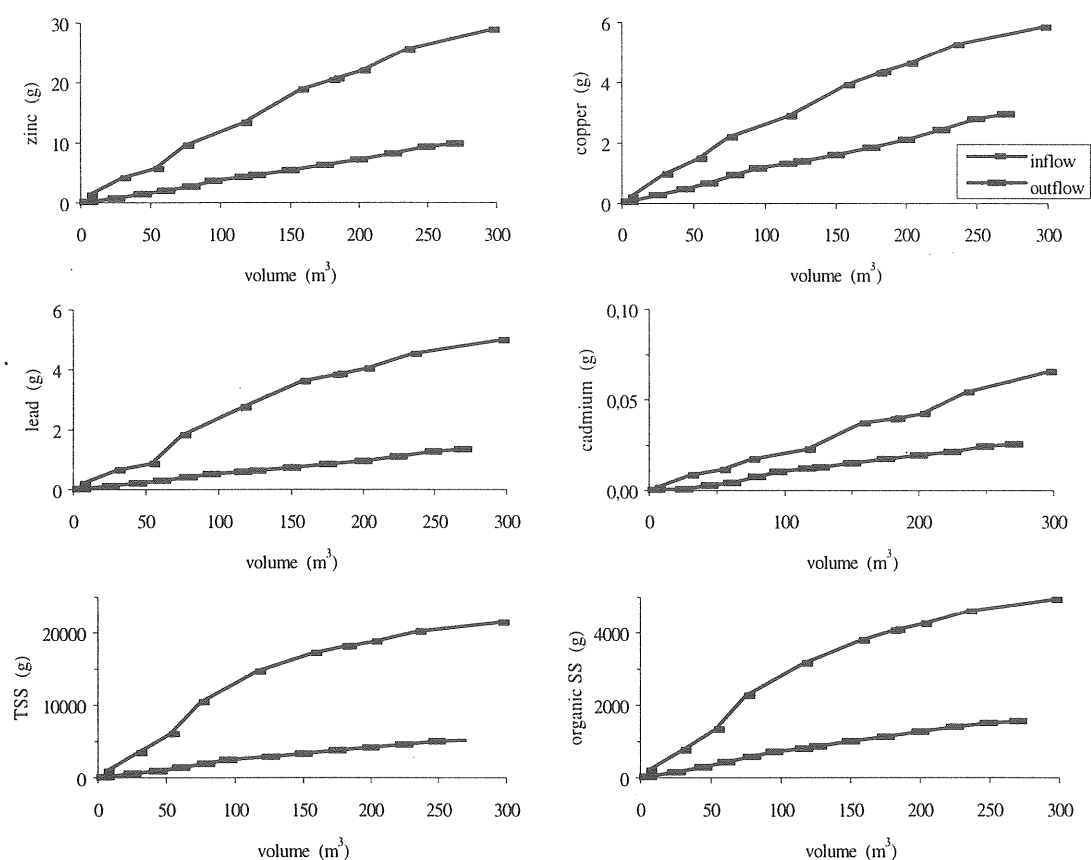 30
20
10
0
zinc (g)
0 50 100 150 200 250 300
volume (m³)
6
4
2
0
copper (g)
0 50 100 150 200 250 300
volume (m³)
inflow
outflow
6
4
2
0
lead (g)
0 50 100 150 200 250 300
volume (m³)
0,10
0,05
0,00
cadmium (g)
0 100 200 300
volume (m³)
20000
10000
0
TSS (g)
0 50 100 150 200 250 300
volume (m³)
4000
2000
0
organic SS (g)
0 50 100 150 200 250 300
volume (m³)